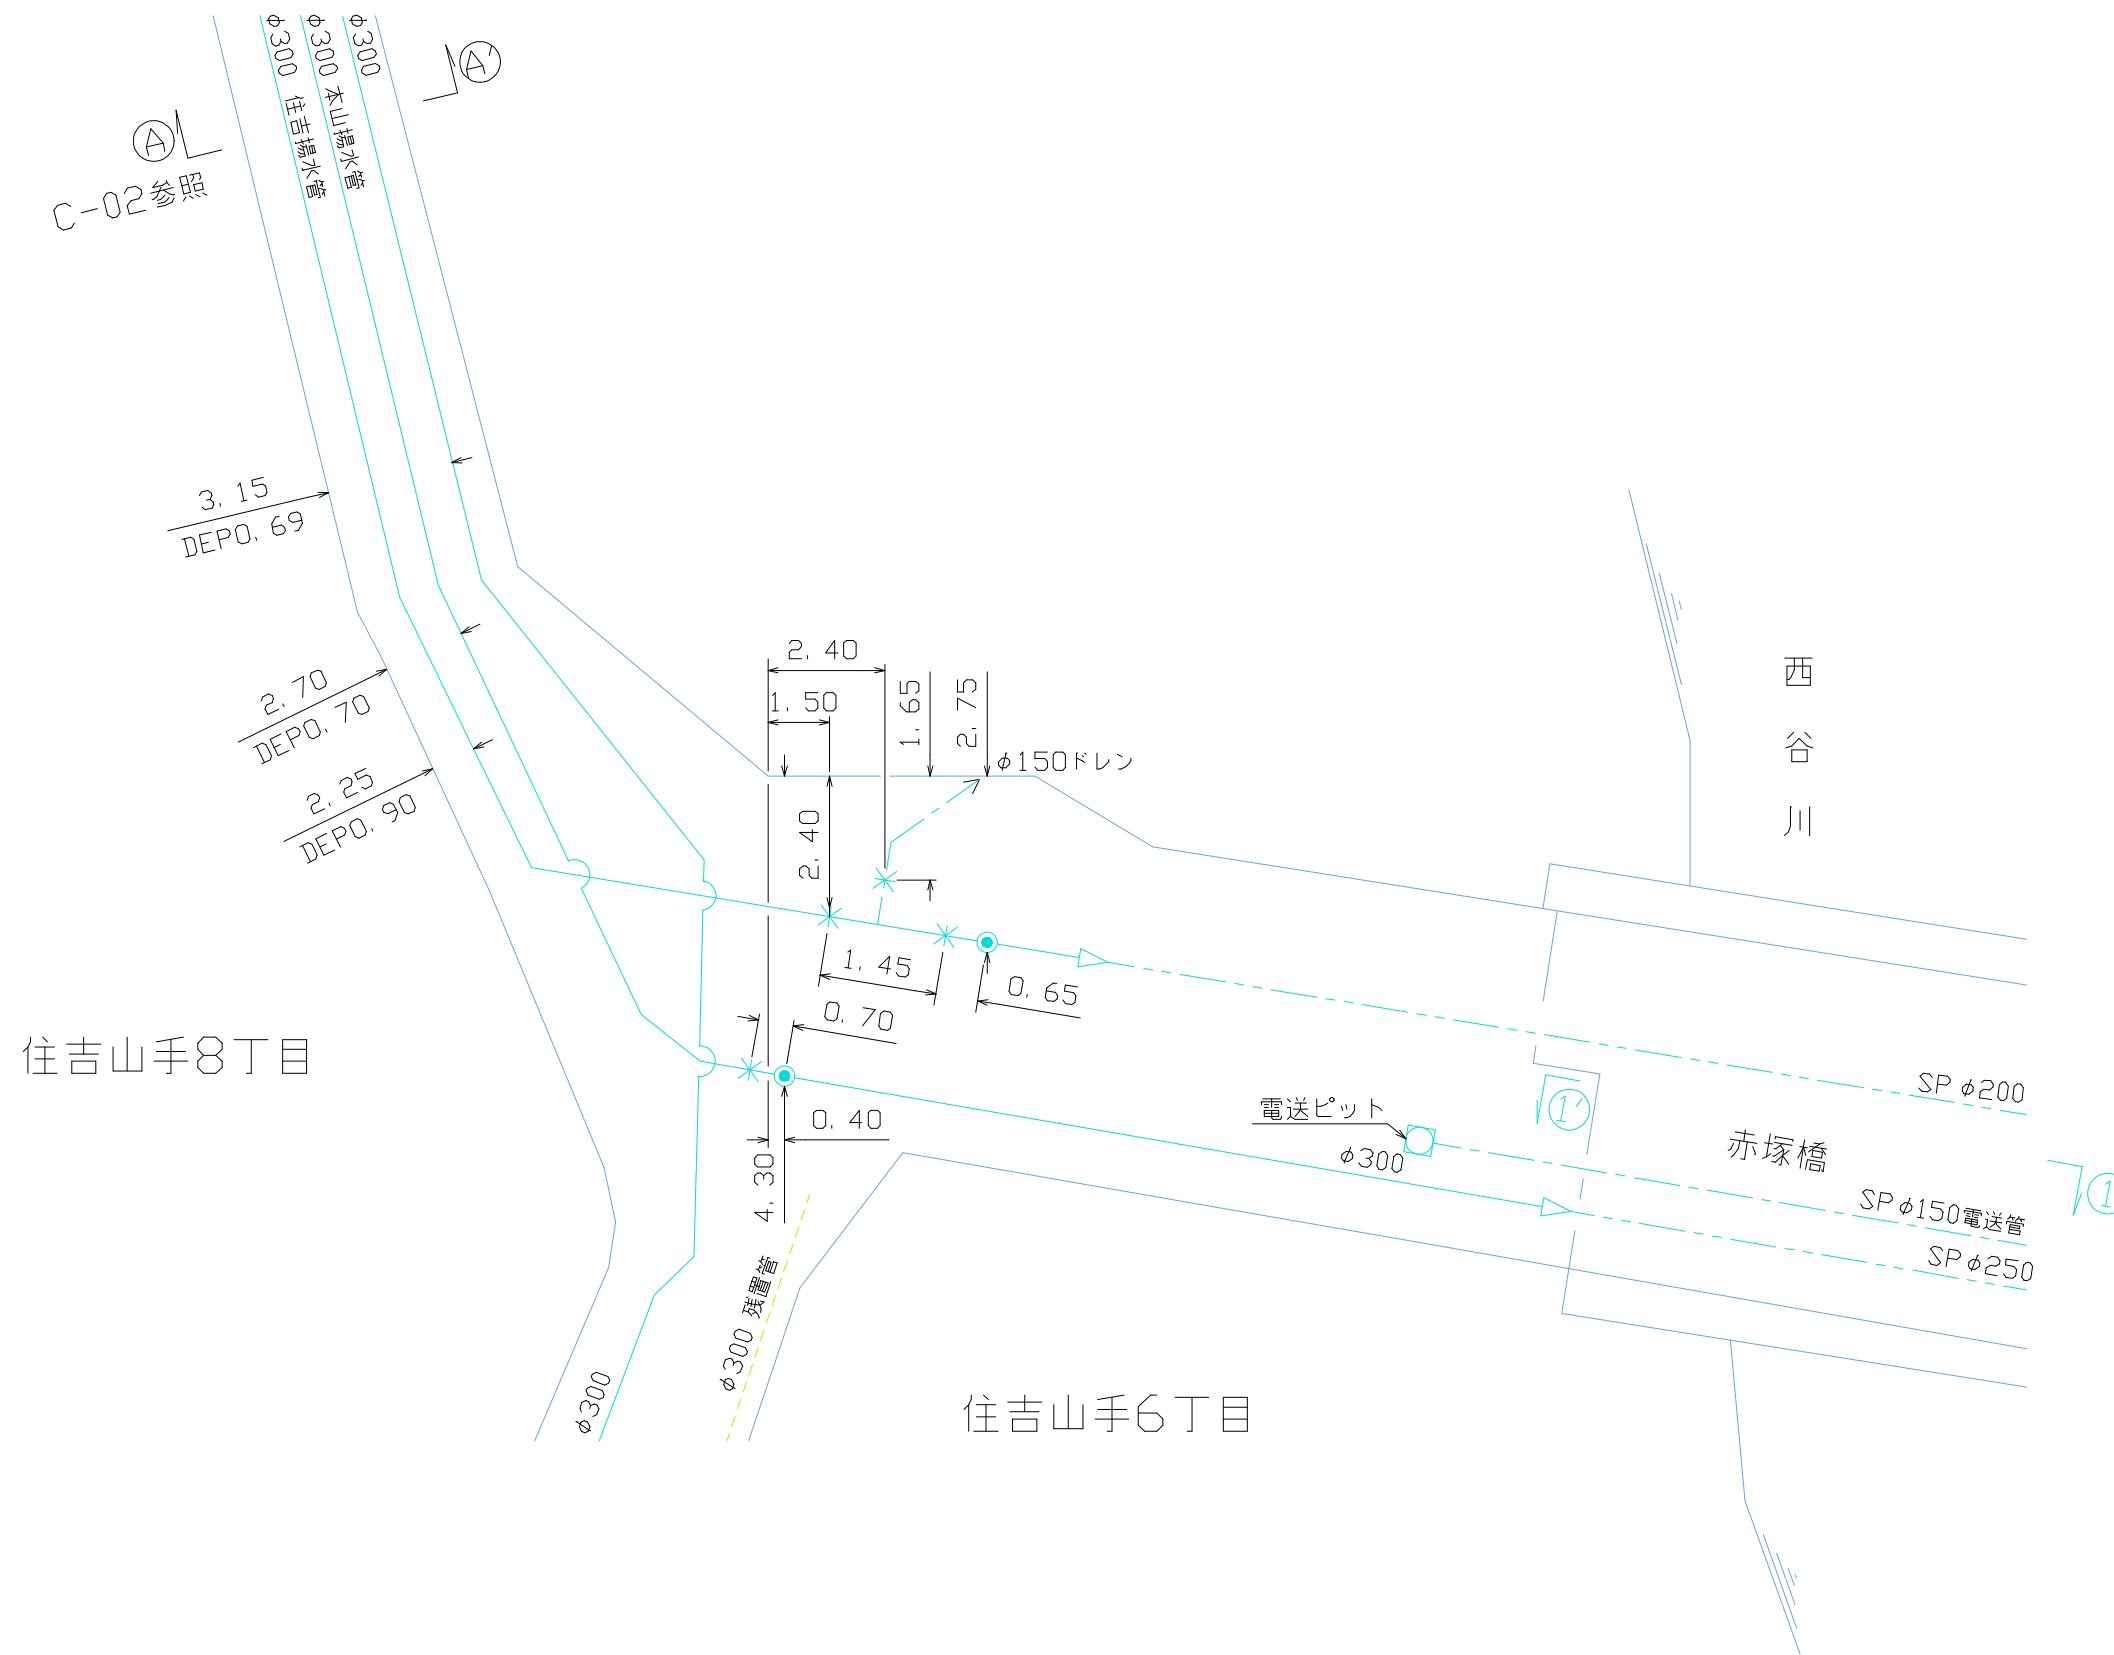 φ300 住吉揚水管
φ300 本山揚水管
φ300
A'
A
C-02参照
3.15
DEP0.69
2.70
DEP0.70
2.25
DEP0.90
2.40
1.50
1.65
2.75
φ150ドレン
2.40
西谷川
1.45
0.65
0.70
住吉山手8丁目
0.40
4.30
電送ピット
φ300
1'
赤塚橋
SP φ200
1
SP φ150電送管
SP φ250
φ300 残置管
φ300
住吉山手6丁目